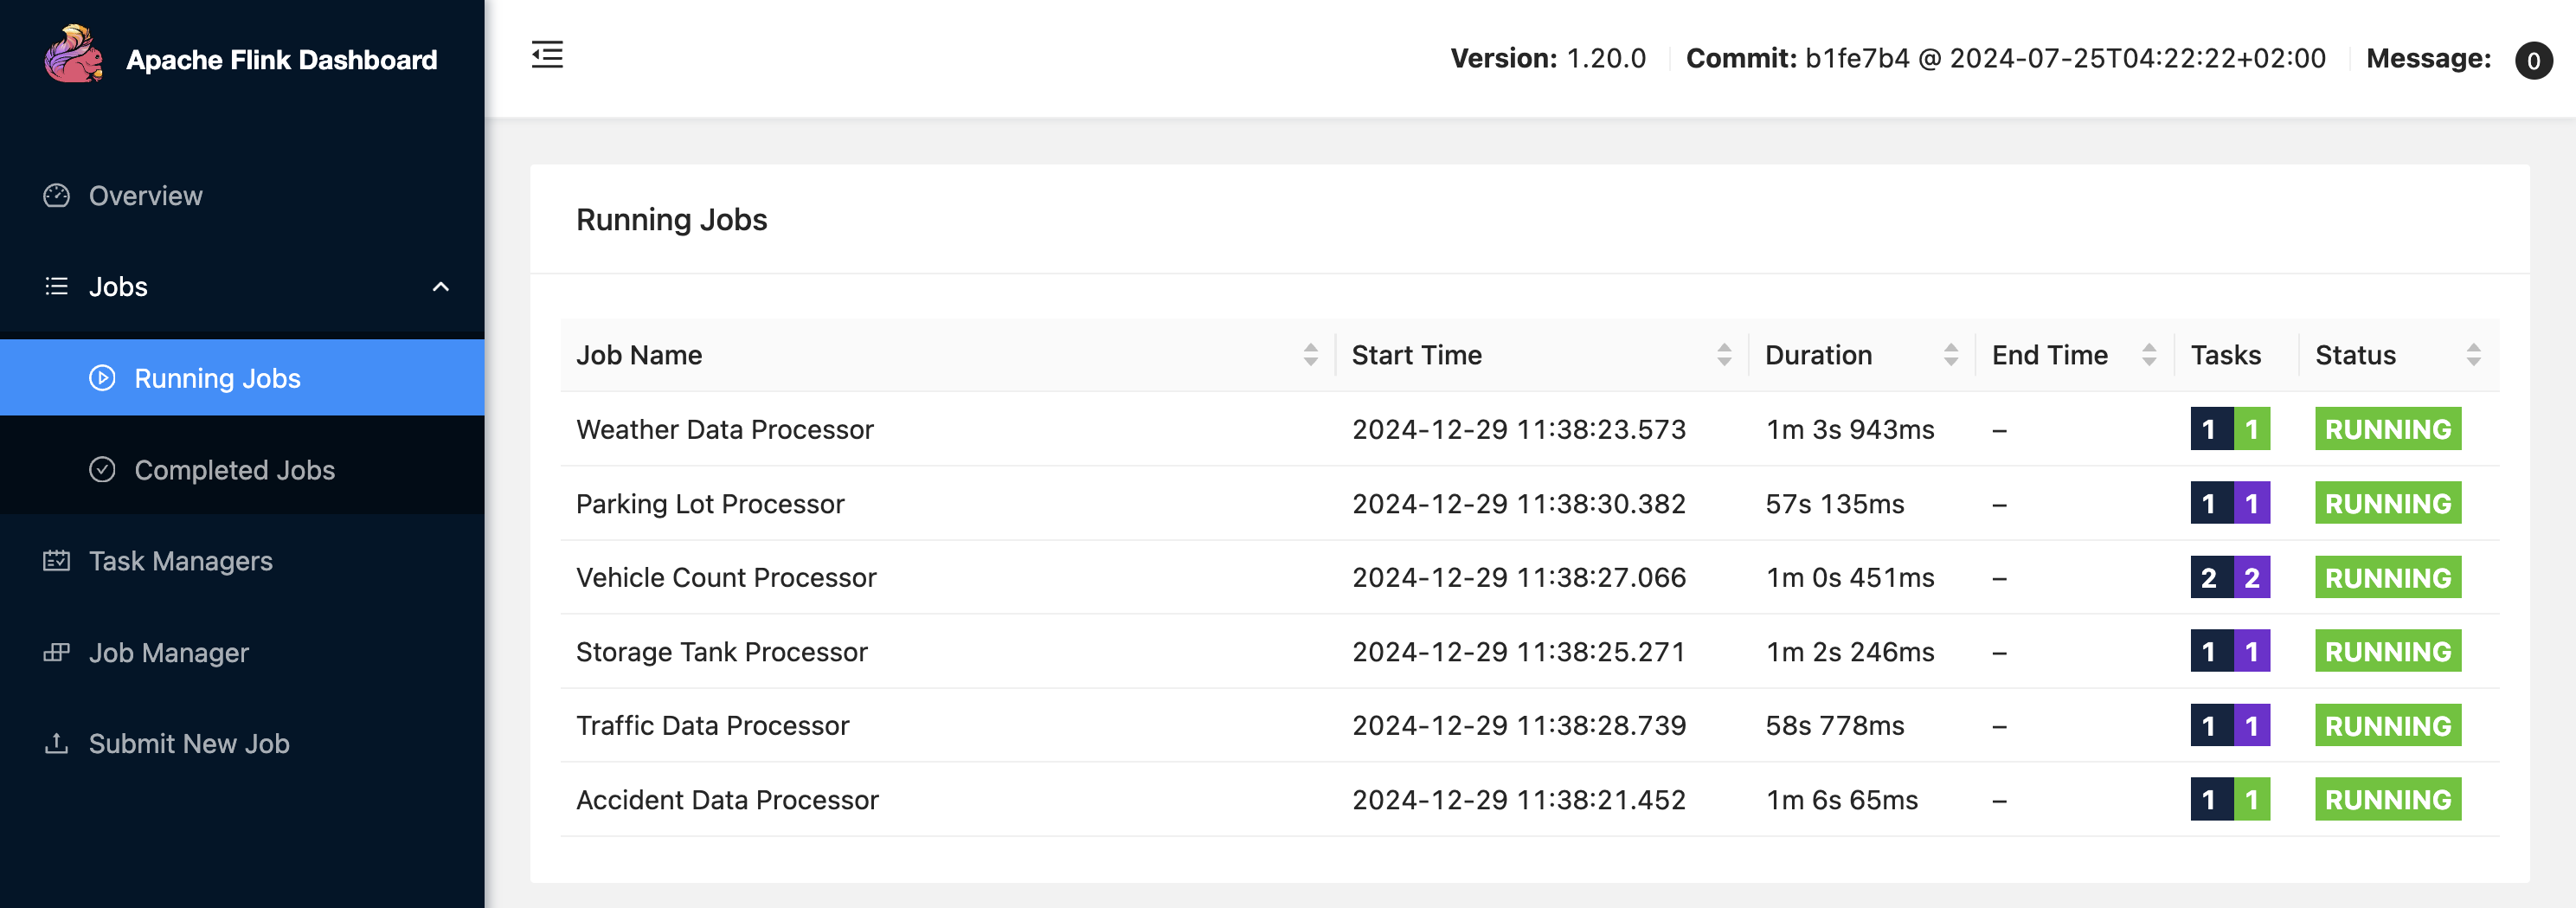 Apache Flink Dashboard
Version: 1.20.0 Commit: b1fe7b4 @ 2024-07-25T04:22:22+02:00 Message: 0
Overview
Jobs
Running Jobs
Completed Jobs
Task Managers
Job Manager
Submit New Job
Running Jobs
Job Name Start Time Duration End Time Tasks Status
Weather Data Processor 2024-12-29 11:38:23.573 1m 3s 943ms – 1 1 RUNNING
Parking Lot Processor 2024-12-29 11:38:30.382 57s 135ms – 1 1 RUNNING
Vehicle Count Processor 2024-12-29 11:38:27.066 1m 0s 451ms – 2 2 RUNNING
Storage Tank Processor 2024-12-29 11:38:25.271 1m 2s 246ms – 1 1 RUNNING
Traffic Data Processor 2024-12-29 11:38:28.739 58s 778ms – 1 1 RUNNING
Accident Data Processor 2024-12-29 11:38:21.452 1m 6s 65ms – 1 1 RUNNING